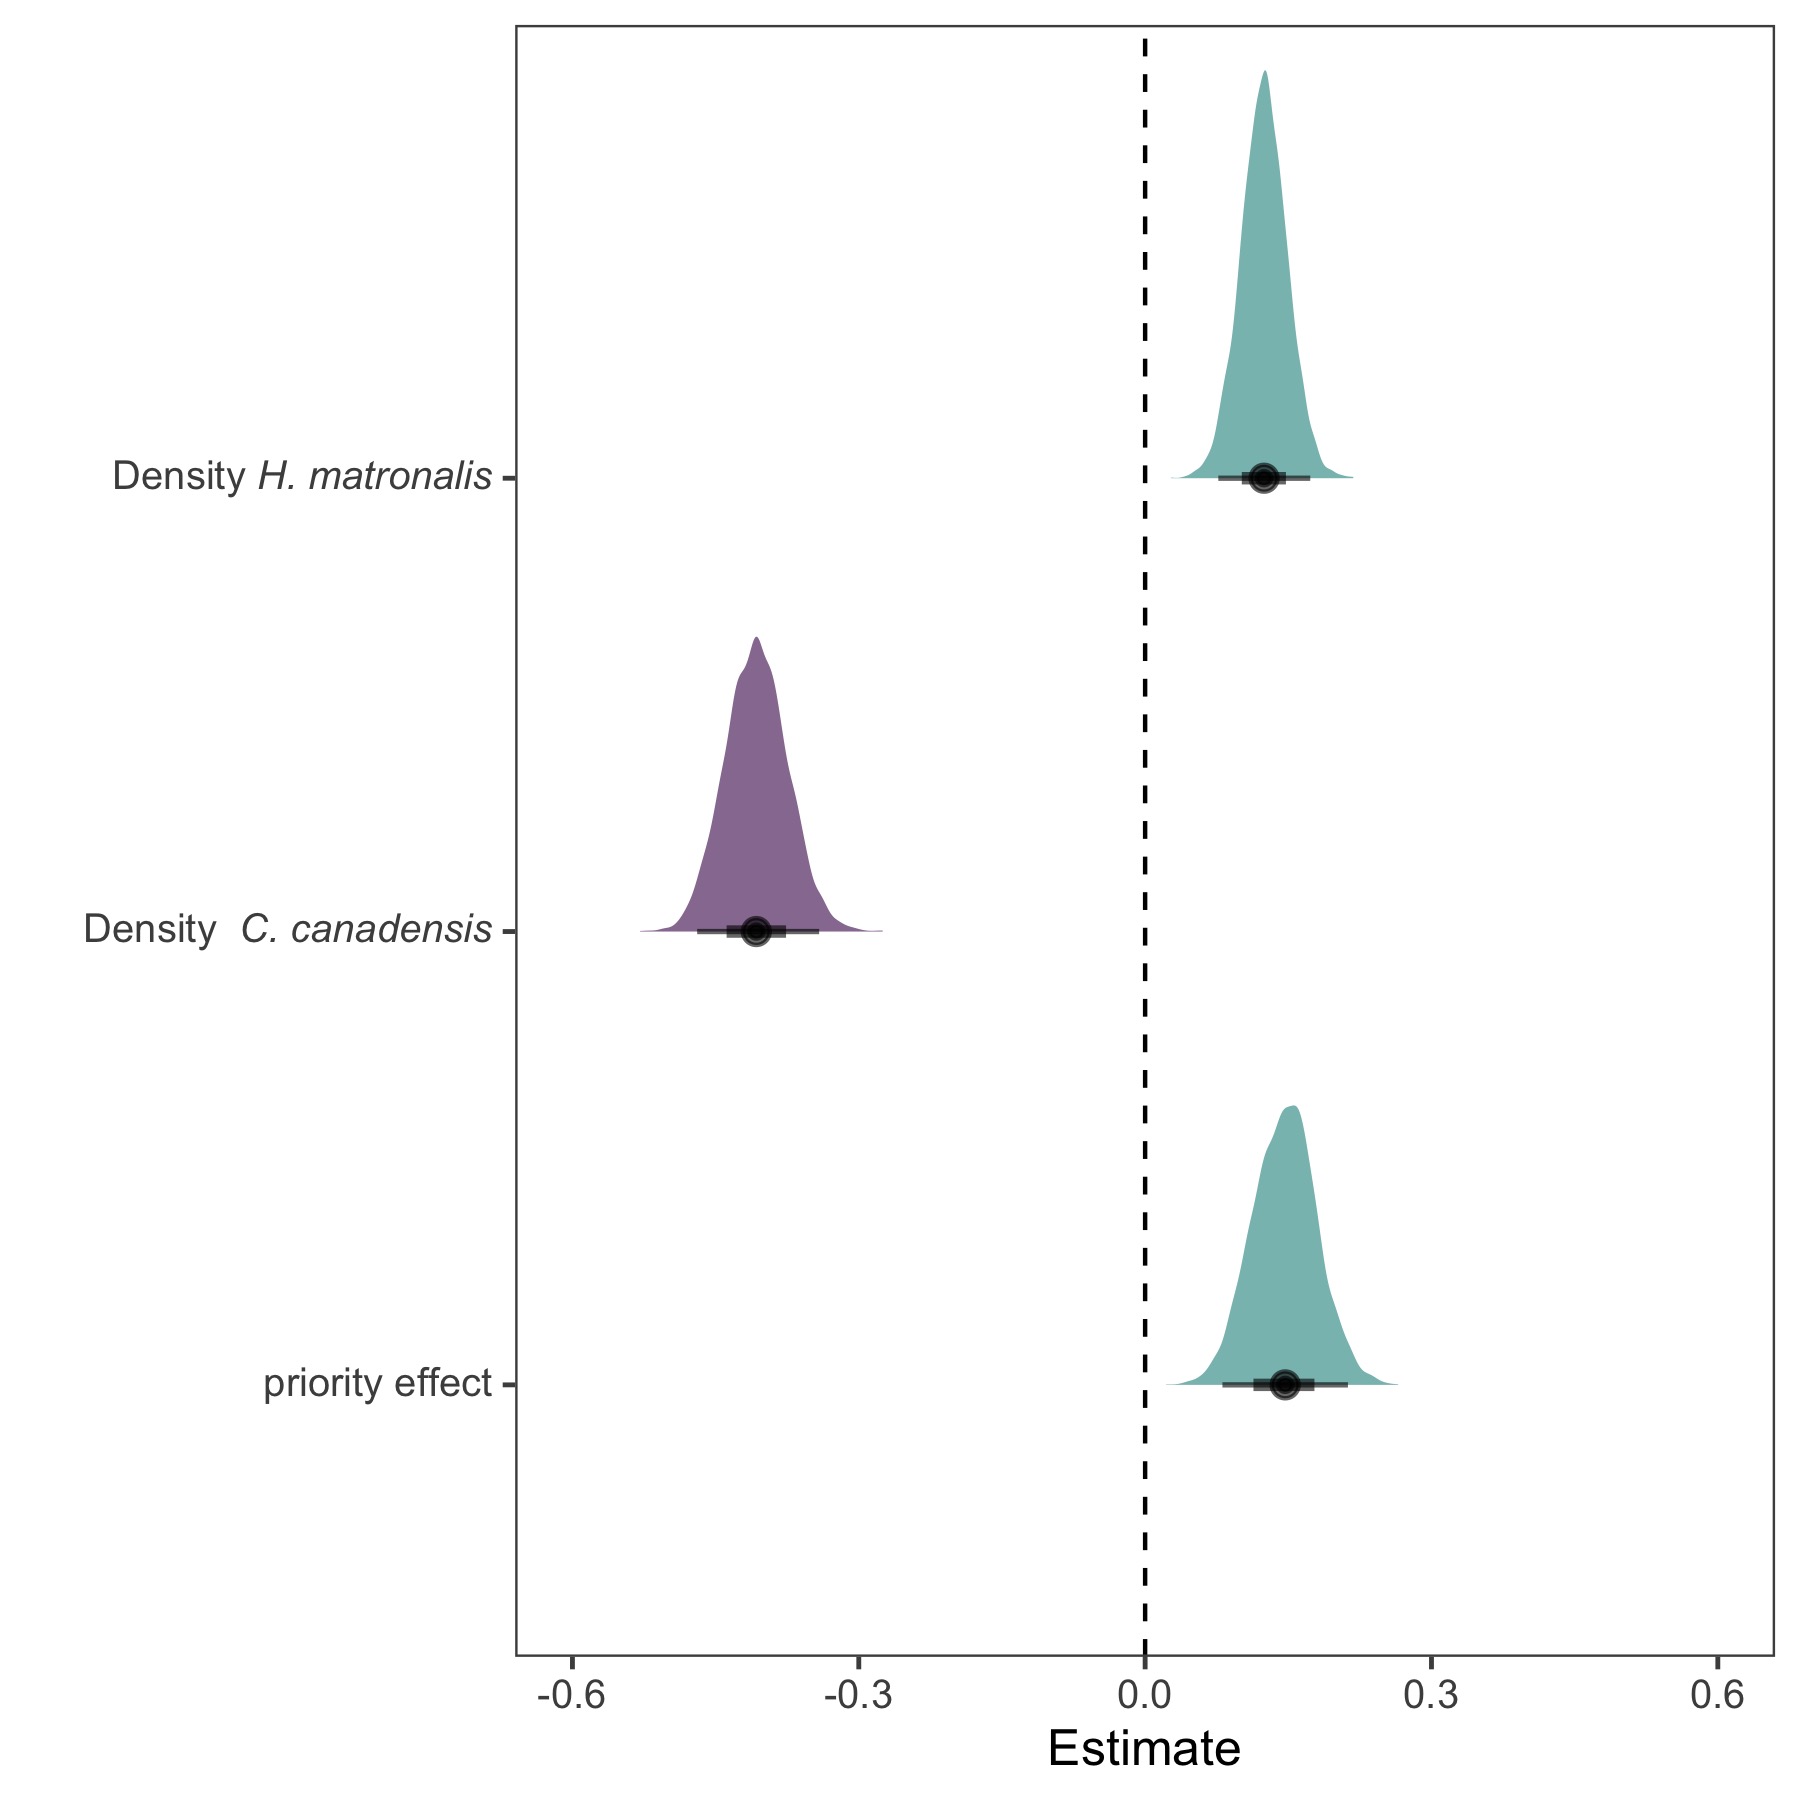 Density H. matronalis
Density  C. canadensis
priority effect
-0.6 -0.3 0.0 0.3 0.6
Estimate